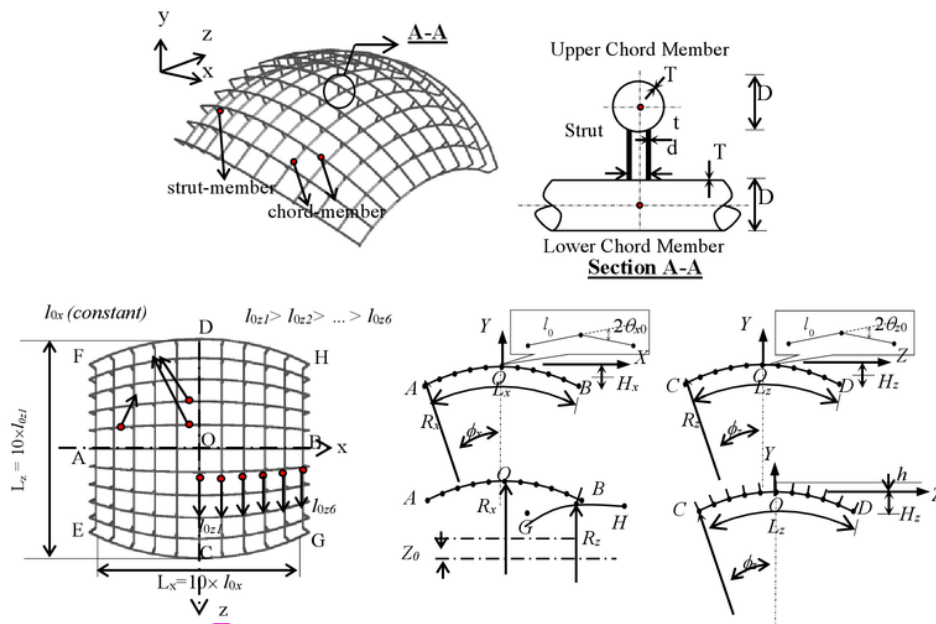 y
z
x
A-A
strut-member
chord-member
Upper Chord Member
T
D
Strut
t
d
T
D
Lower Chord Member
Section A-A
l0x (constant)
l0z1> l0z2> ... > l0z6
D
F
H
O
A
B
x
l0z1
l0z6
E
C
G
Lz = 10×l0z1
Lx=10× l0x
z
l0
2θx0
Y
X
A
O
B
Hx
Lx
Rx
ϕx
l0
2θz0
Y
Z
C
O
D
Hz
Lz
Rz
ϕz
A
O
B
Rx
G
H
Rz
Z0
Y
h
Z
C
O
D
Hz
Lz